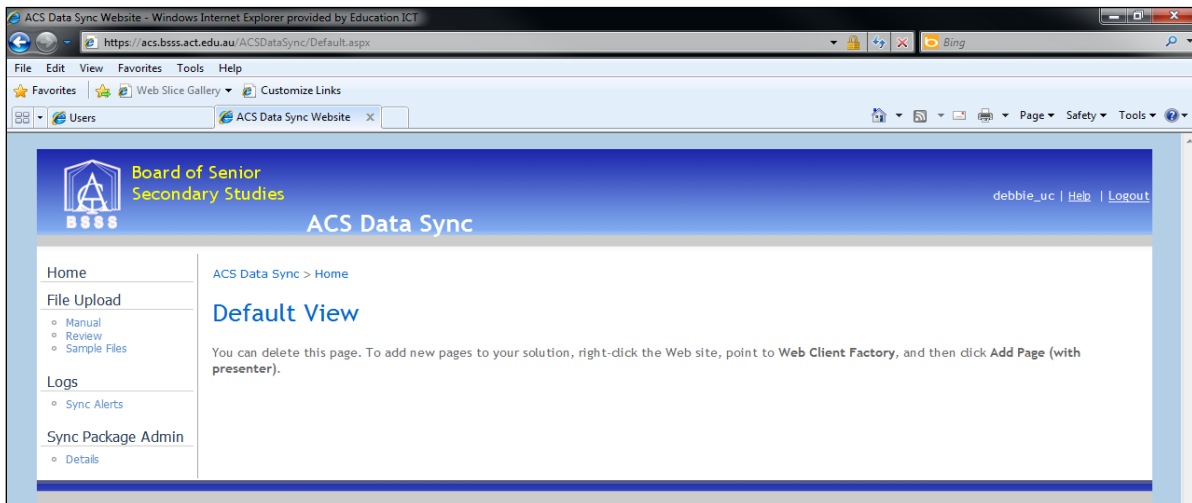 ACS Data Sync Website - Windows Internet Explorer provided by Education ICT
https://acs.bsss.act.edu.au/ACSDataSync/Default.aspx
Bing
File Edit View Favorites Tools Help
Favorites Web Slice Gallery Customize Links
Users ACS Data Sync Website X Page Safety Tools
Board of Senior
Secondary Studies
BSSS
debbie_uc | Help | Logout
ACS Data Sync
Home
File Upload
Manual
Review
Sample Files
Logs
Sync Alerts
Sync Package Admin
Details
ACS Data Sync > Home
Default View
You can delete this page. To add new pages to your solution, right-click the Web site, point to Web Client Factory, and then click Add Page (with
presenter).